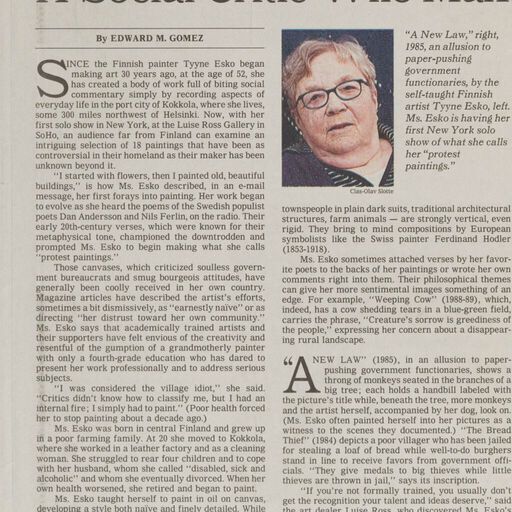 By EDWARD M. GOMEZ
SINCE the Finnish painter Tyyne Esko began
making art 30 years ago, at the age of 52, she
has created a body of work full of biting social
commentary simply by recording aspects of
everyday life in the port city of Kokkola, where she lives,
some 300 miles northwest of Helsinki. Now, with her
first solo show in New York, at the Luise Ross Gallery in
SoHo, an audience far from Finland can examine an
intriguing selection of 18 paintings that have been as
controversial in their homeland as their maker has been
unknown beyond it.
"I started with flowers, then I painted old, beautiful
buildings," is how Ms. Esko described, in an e-mail
message, her first forays into painting. Her work began
to evolve as she heard the poems of the Swedish populist
poets Dan Andersson and Nils Ferlin, on the radio. Their
early 20th-century verses, which were known for their
metaphysical tone, championed the downtrodden and
prompted Ms. Esko to begin making what she calls
"protest paintings."
Those canvases, which criticized soulless govern-
ment bureaucrats and smug bourgeois attitudes, have
generally been coolly received in her own country.
Magazine articles have described the artist's efforts,
sometimes a bit dismissively, as "earnestly naïve" or as
directing "her distrust toward her own community."
Ms. Esko says that academically trained artists and
their supporters have felt envious of the creativity and
resentful of the gumption of a grandmotherly painter
with only a fourth-grade education who has dared to
present her work professionally and to address serious
subjects.
"I was considered the village idiot," she said.
"Critics didn't know how to classify me, but I had an
internal fire; I simply had to paint." (Poor health forced
her to stop painting about a decade ago.)
Ms. Esko was born in central Finland and grew up
in a poor farming family. At 20 she moved to Kokkola,
where she worked in a leather factory and as a cleaning
woman. She struggled to rear four children and to cope
with her husband, whom she called "disabled, sick and
alcoholic" and whom she eventually divorced. When her
own health worsened, she retired and began to paint.
Ms. Esko taught herself to paint in oil on canvas,
developing a style both naïve and finely detailed. While
"A New Law," right,
1985, an allusion to
paper-pushing
government
functionaries, by the
self-taught Finnish
artist Tyyne Esko, left.
Ms. Esko is having her
first New York solo
show of what she calls
her "protest
paintings."
Clas-Olav Slotte
townspeople in plain dark suits, traditional architectural
structures, farm animals — are strongly vertical, even
rigid. They bring to mind compositions by European
symbolists like the Swiss painter Ferdinand Hodler
(1853-1918).
Ms. Esko sometimes attached verses by her favor-
ite poets to the backs of her paintings or wrote her own
comments right into them. Their philosophical themes
can give her more sentimental images something of an
edge. For example, "Weeping Cow" (1988-89), which,
indeed, has a cow shedding tears in a blue-green field,
carries the phrase, "Creature's sorrow is greediness of
the people," expressing her concern about a disappear-
ing rural landscape.
"A NEW LAW" (1985), in an allusion to paper-
pushing government functionaries, shows a
throng of monkeys seated in the branches of a
big tree; each holds a handbill labeled with
the picture's title while, beneath the tree, more monkeys
and the artist herself, accompanied by her dog, look on.
(Ms. Esko often painted herself into her pictures as a
witness to the scenes they documented.) "The Bread
Thief" (1984) depicts a poor villager who has been jailed
for stealing a loaf of bread while well-to-do burghers
stand in line to receive favors from government offi-
cials. "They give medals to big thieves while little
thieves are thrown in jail," says its inscription.
"If you're not formally trained, you usually don't
get the recognition your talent and ideas deserve," said